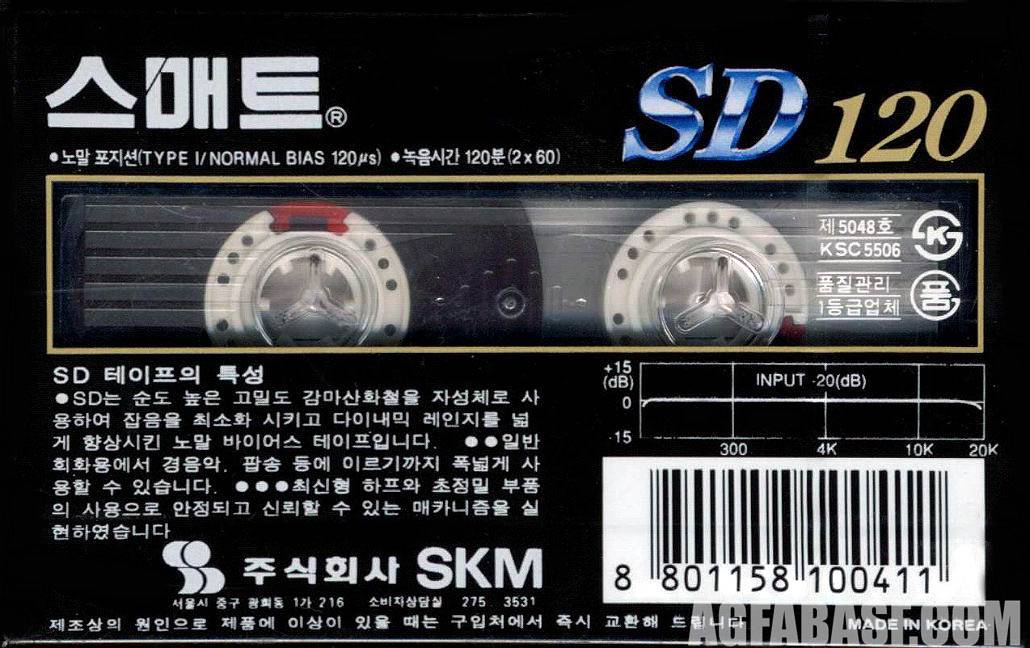 스매트®
SD 120
•노말 포지션(TYPE I/NORMAL BIAS 120μs) •녹음시간 120분(2x60)
제5048호
KSC5506
K
품질관리
1등급업체
품
SD 테이프의 특성
●SD는 순도 높은 고밀도 감마산화철을 자성체로 사
용하여 잡음을 최소화 시키고 다이내믹 레인지를 넓
게 향상시킨 노말 바이어스 테이프입니다. ●●일반
회화용에서 경음악, 팝송 등에 이르기까지 폭넓게 사
용할 수 있습니다. ●●●최신형 하프와 초정밀 부품
의 사용으로 안정되고 신뢰할 수 있는 매카니즘을 실
현하였습니다
+15
(dB)
INPUT -20(dB)
0
-15
300 4K 10K 20K
주식회사 SKM
서울시 중구 광희동 1가 216 소비자상담실 275 3531
8 801158 100411
제조상의 원인으로 제품에 이상이 있을 때는 구입처에서 즉시 교환해 드립니다
MADE IN KOREA
AGFABASE.COM